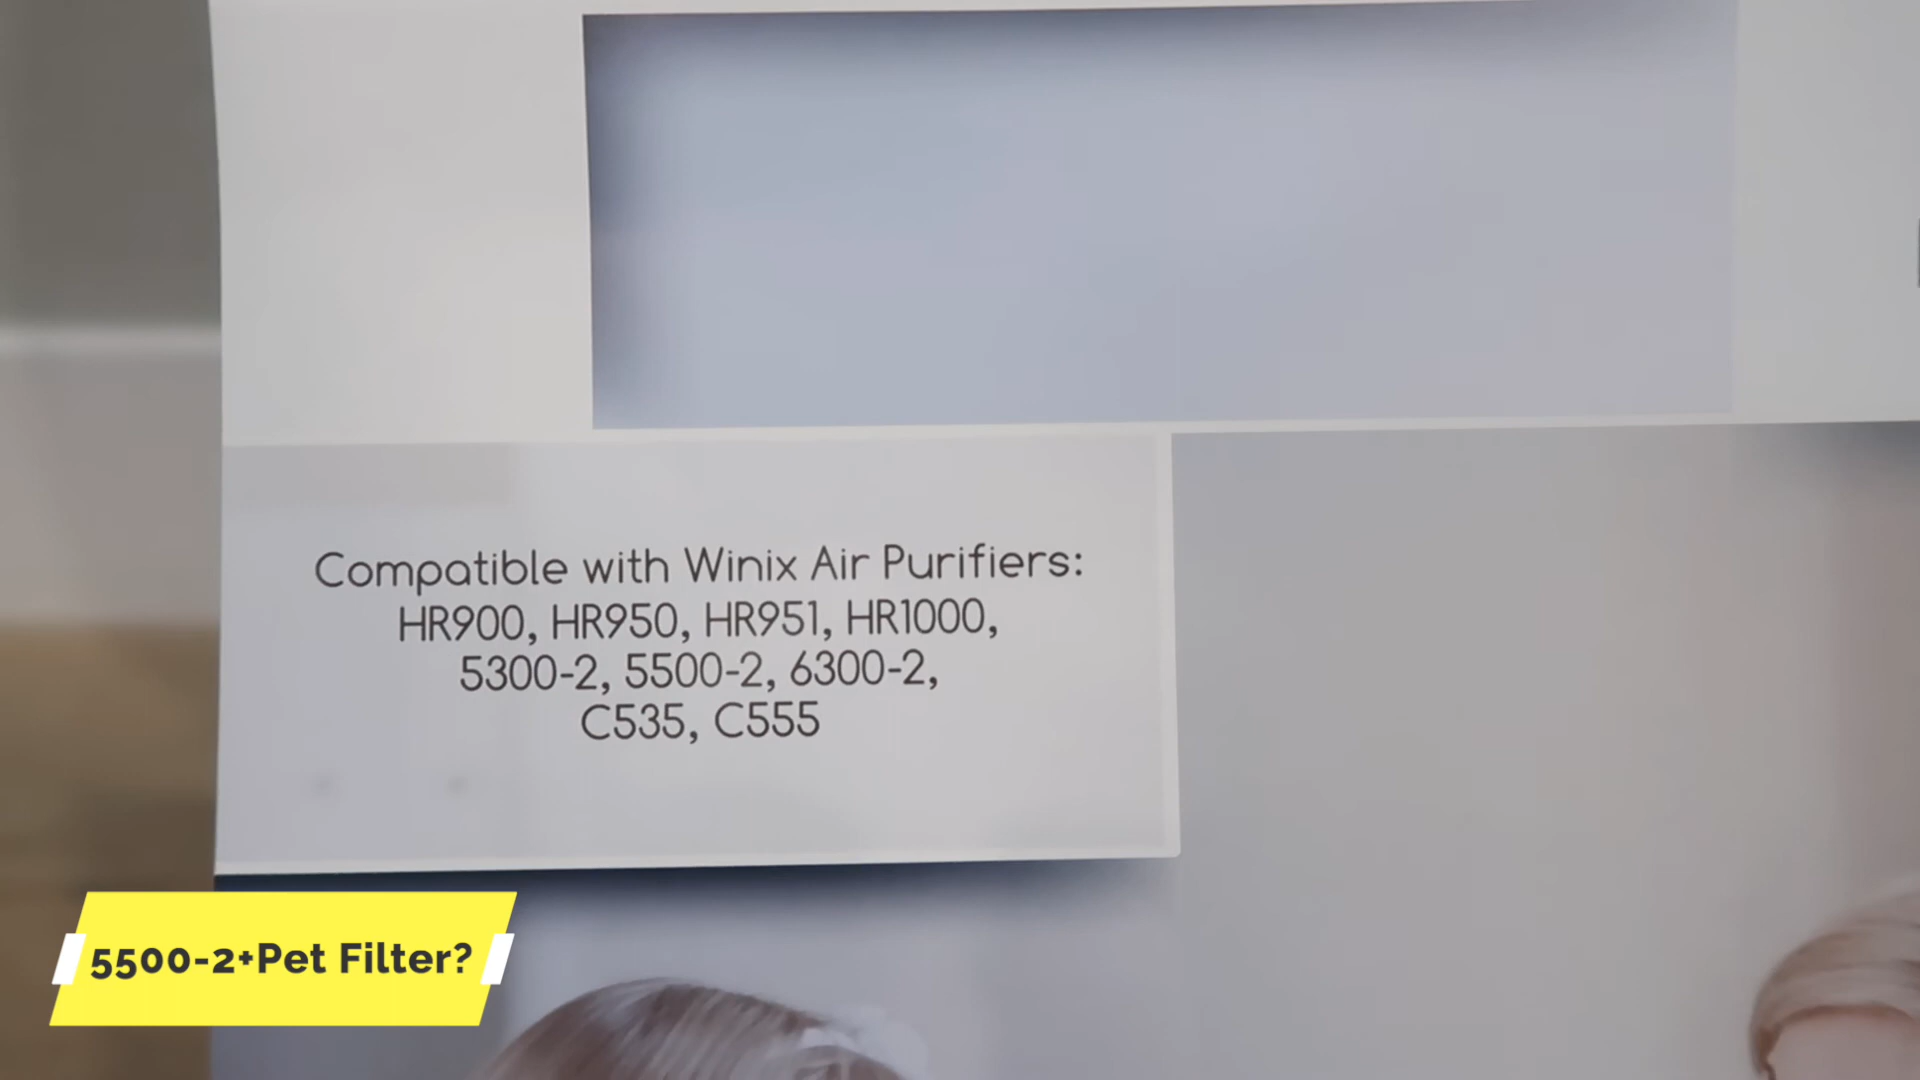 Compatible with Winix Air Purifiers:
HR900, HR950, HR951, HR1000,
5300-2, 5500-2, 6300-2,
C535, C555
5500-2+Pet Filter?